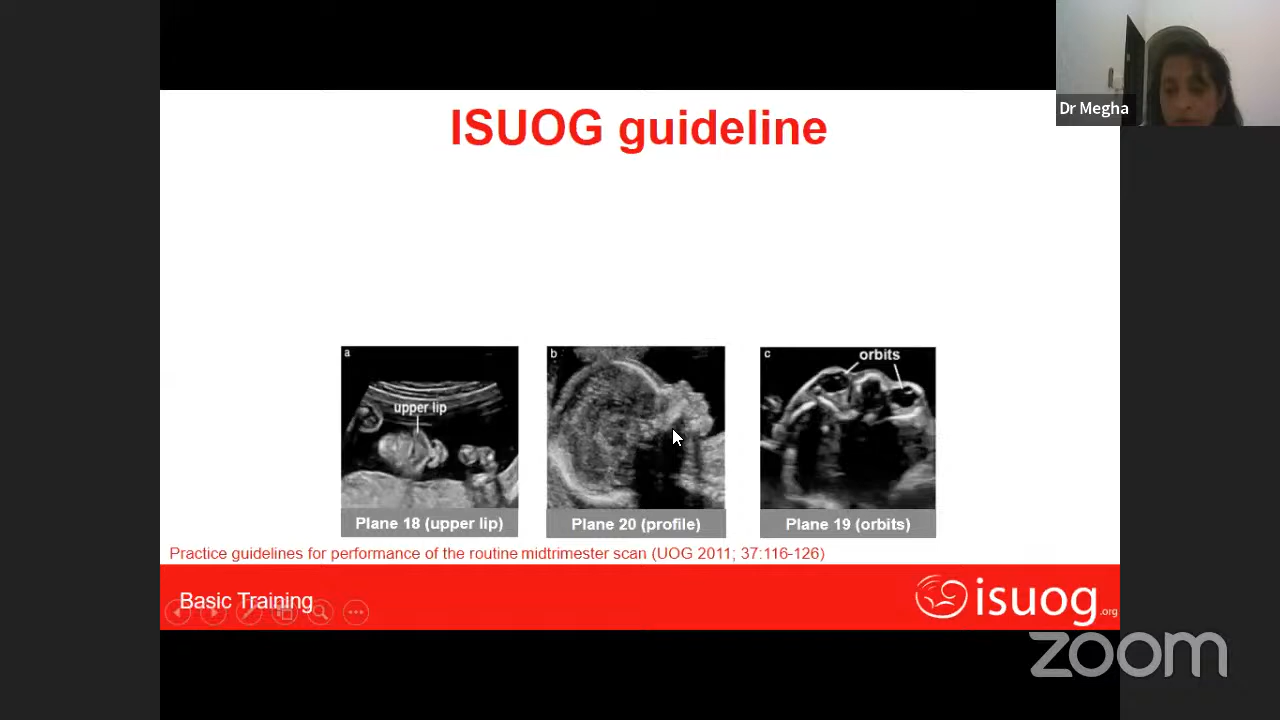 Dr Megha
ISUOG guideline
a
upper lip
Plane 18 (upper lip)
b
Plane 20 (profile)
c
orbits
Plane 19 (orbits)
Practice guidelines for performance of the routine midtrimester scan (UOG 2011; 37:116-126)
Basic Training
isuog.org
zoom